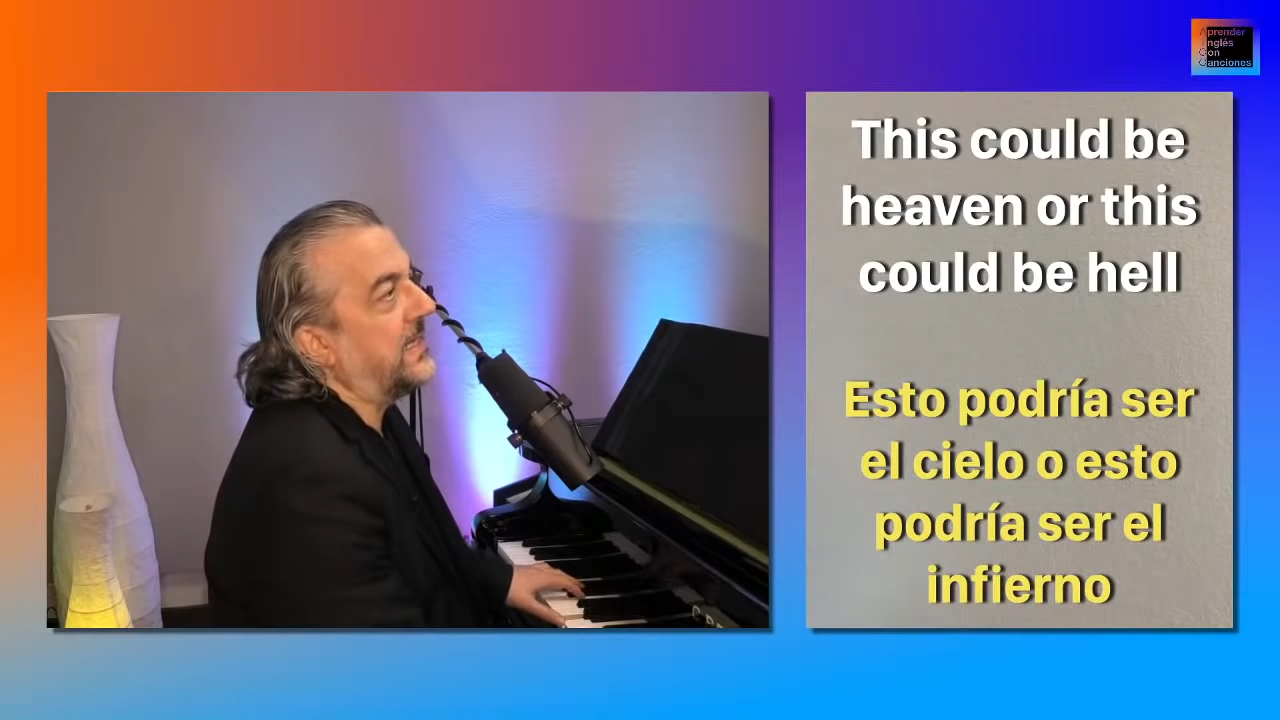 Aprender
Inglés
Con
Canciones
This could be
heaven or this
could be hell
Esto podría ser
el cielo o esto
podría ser el
infierno